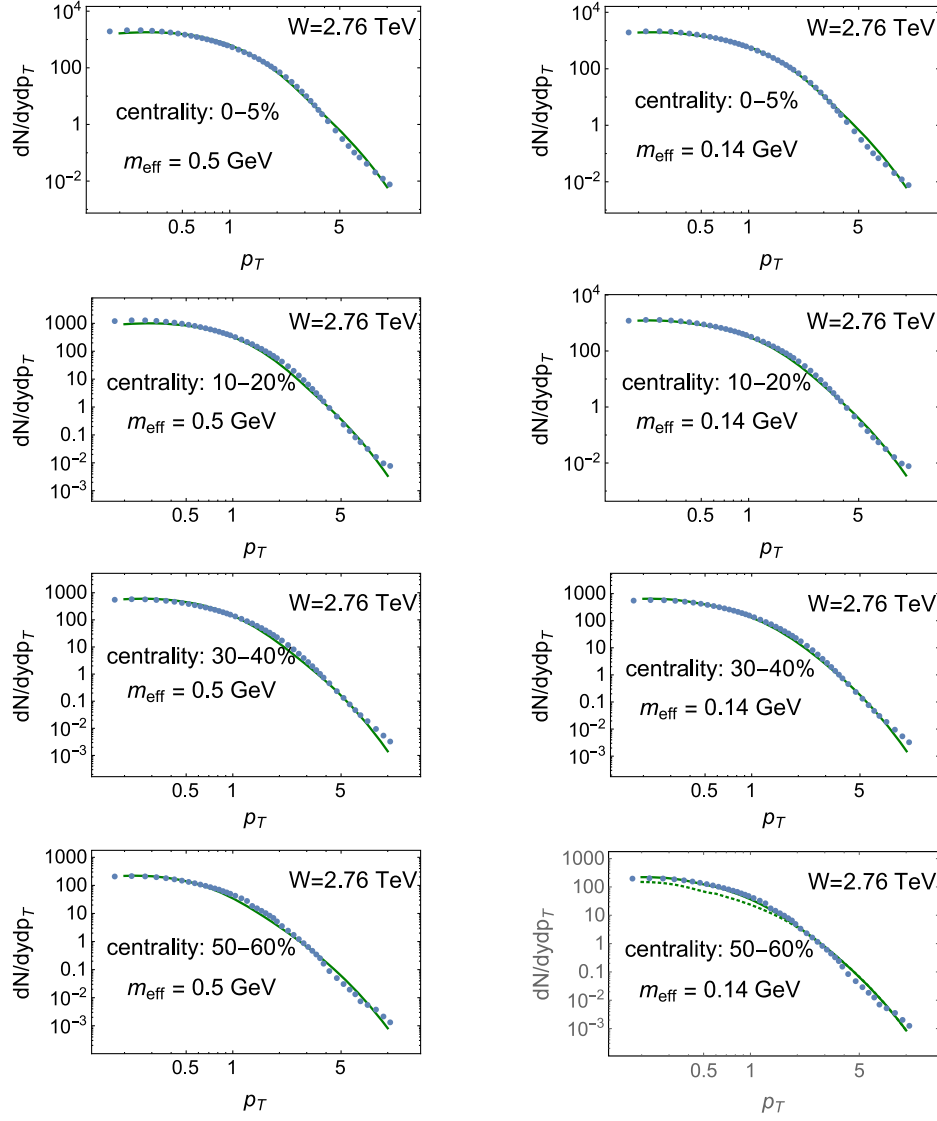 10⁴
100
1
10⁻²
dN/dydp_T
W=2.76 TeV
centrality: 0–5%
m_eff = 0.5 GeV
0.5 1 5
p_T
10⁴
100
1
10⁻²
dN/dydp_T
W=2.76 TeV
centrality: 0–5%
m_eff = 0.14 GeV
0.5 1 5
p_T
1000
100
10
1
0.1
10⁻²
10⁻³
dN/dydp_T
W=2.76 TeV
centrality: 10–20%
m_eff = 0.5 GeV
0.5 1 5
p_T
10⁴
100
1
10⁻²
dN/dydp_T
W=2.76 TeV
centrality: 10–20%
m_eff = 0.14 GeV
0.5 1 5
p_T
1000
100
10
1
0.1
10⁻²
10⁻³
dN/dydp_T
W=2.76 TeV
centrality: 30–40%
m_eff = 0.5 GeV
0.5 1 5
p_T
1000
100
10
1
0.1
10⁻²
10⁻³
dN/dydp_T
W=2.76 TeV
centrality: 30–40%
m_eff = 0.14 GeV
0.5 1 5
p_T
1000
100
10
1
0.1
10⁻²
10⁻³
dN/dydp_T
W=2.76 TeV
centrality: 50–60%
m_eff = 0.5 GeV
0.5 1 5
p_T
1000
100
10
1
0.1
10⁻²
10⁻³
dN/dydp_T
W=2.76 TeV
centrality: 50–60%
m_eff = 0.14 GeV
0.5 1 5
p_T